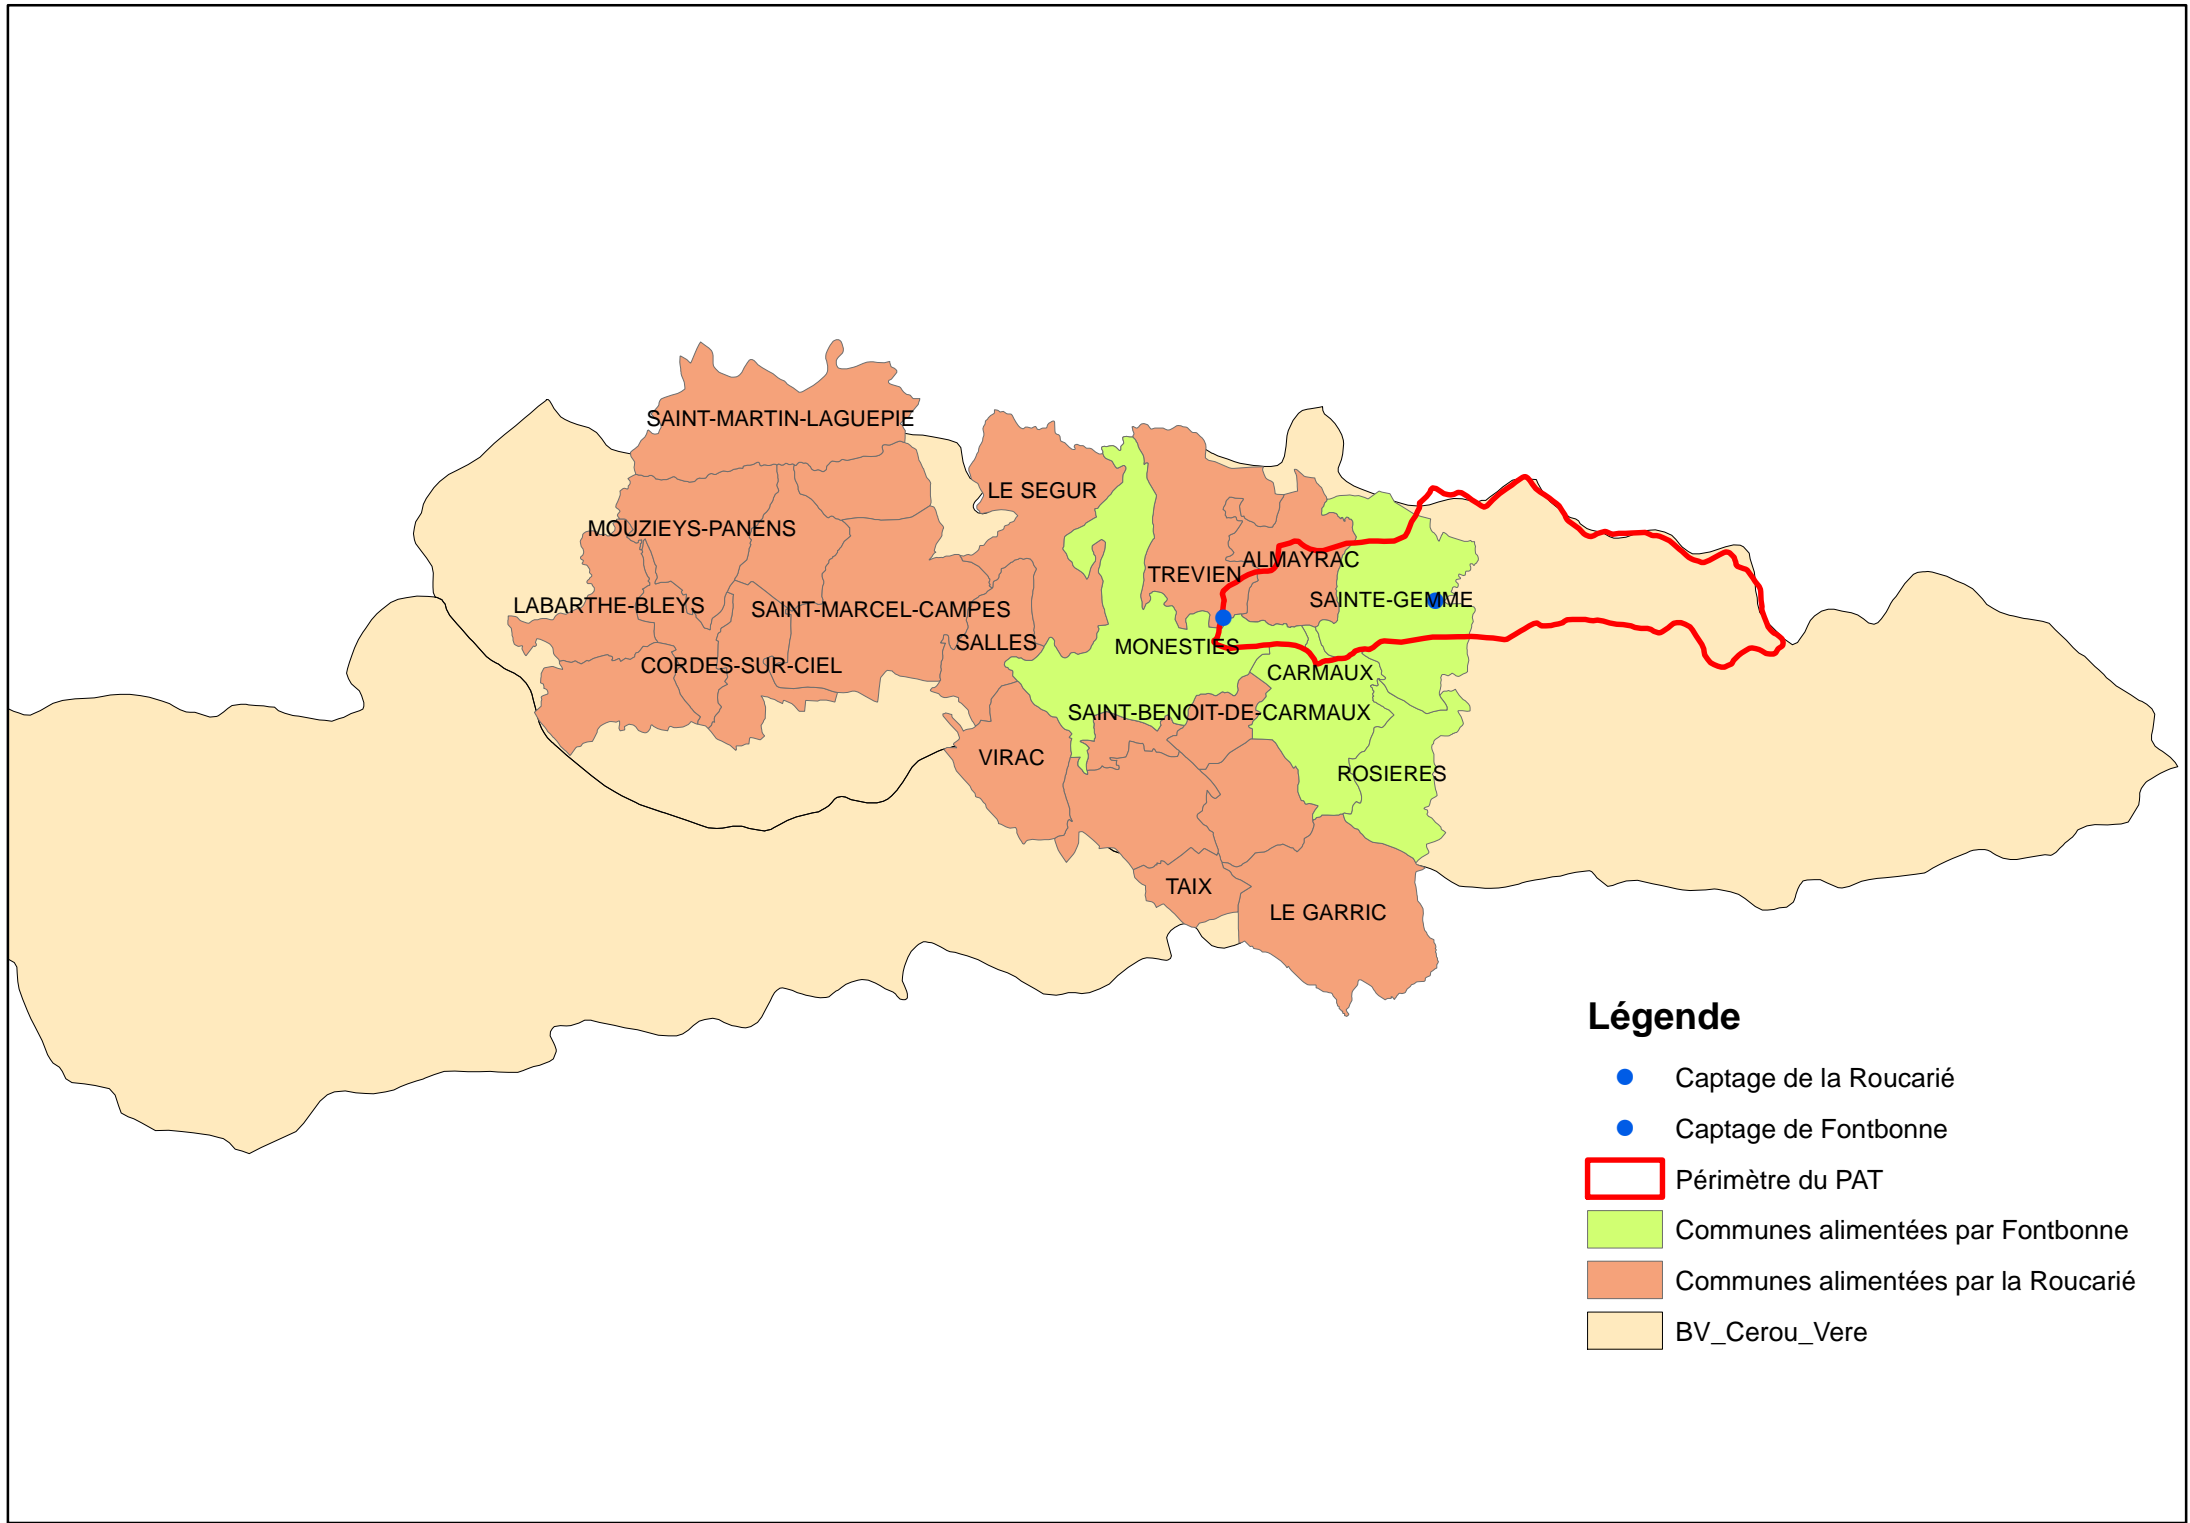 SAINT-MARTIN-LAGUEPIE
LE SEGUR
MOUZIEYS-PANENS
ALMAYRAC
TREVIEN
SAINTE-GEMME
LABARTHE-BLEYS
SAINT-MARCEL-CAMPES
SALLES
MONESTIES
CORDES-SUR-CIEL
CARMAUX
SAINT-BENOIT-DE-CARMAUX
VIRAC
ROSIERES
TAIX
LE GARRIC
Légende
Captage de la Roucarié
Captage de Fontbonne
Périmètre du PAT
Communes alimentées par Fontbonne
Communes alimentées par la Roucarié
BV_Cerou_Vere